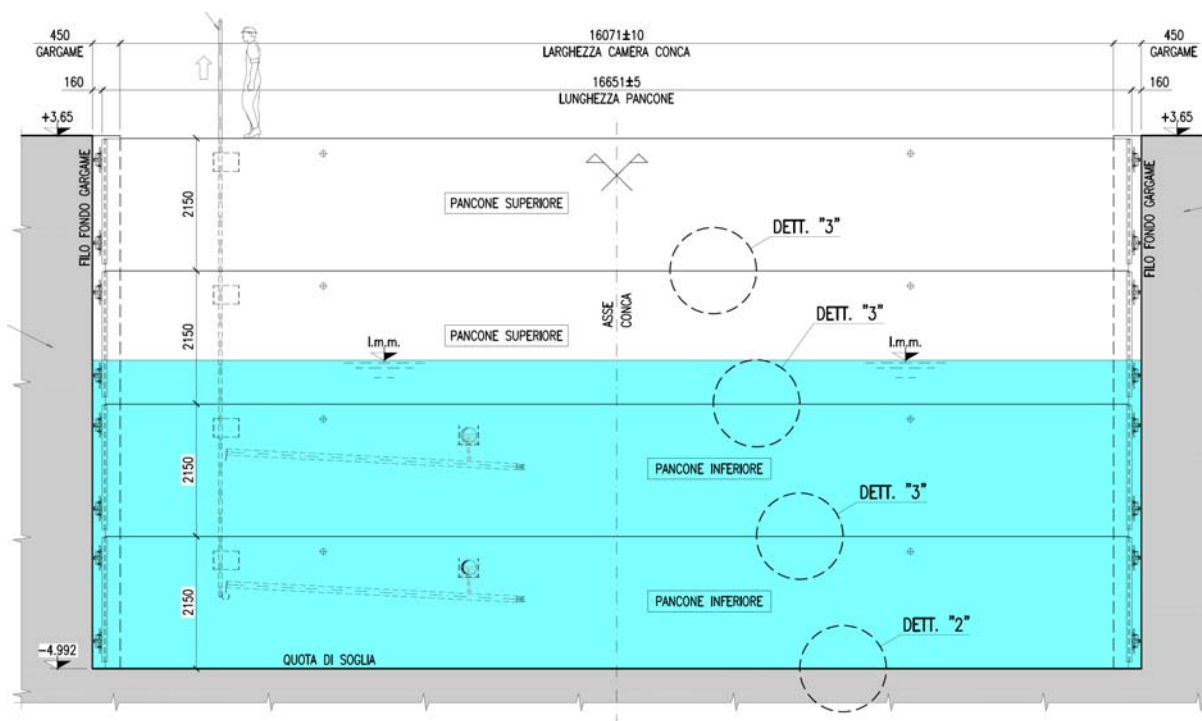 450
GARGAME
16071±10
LARGHEZZA CAMERA CONCA
450
GARGAME
160
16651±5
LUNGHEZZA PANCONE
160
+3,65
+3,65
FILO FONDO GARGAME
FILO FONDO GARGAME
2150
PANCONE SUPERIORE
DETT. "3"
2150
ASSE
CONCA
PANCONE SUPERIORE
DETT. "3"
l.m.m.
l.m.m.
2150
PANCONE INFERIORE
DETT. "3"
2150
PANCONE INFERIORE
DETT. "2"
-4.992
QUOTA DI SOGLIA